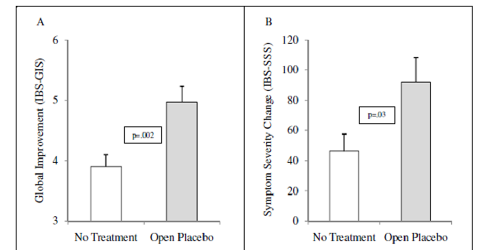 A
Global Improvement (IBS-GIS)
6
5
4
3
p=.002
No Treatment Open Placebo
B
Symptom Severity Change (IBS-SSS)
120
100
80
60
40
20
0
p=.03
No Treatment Open Placebo